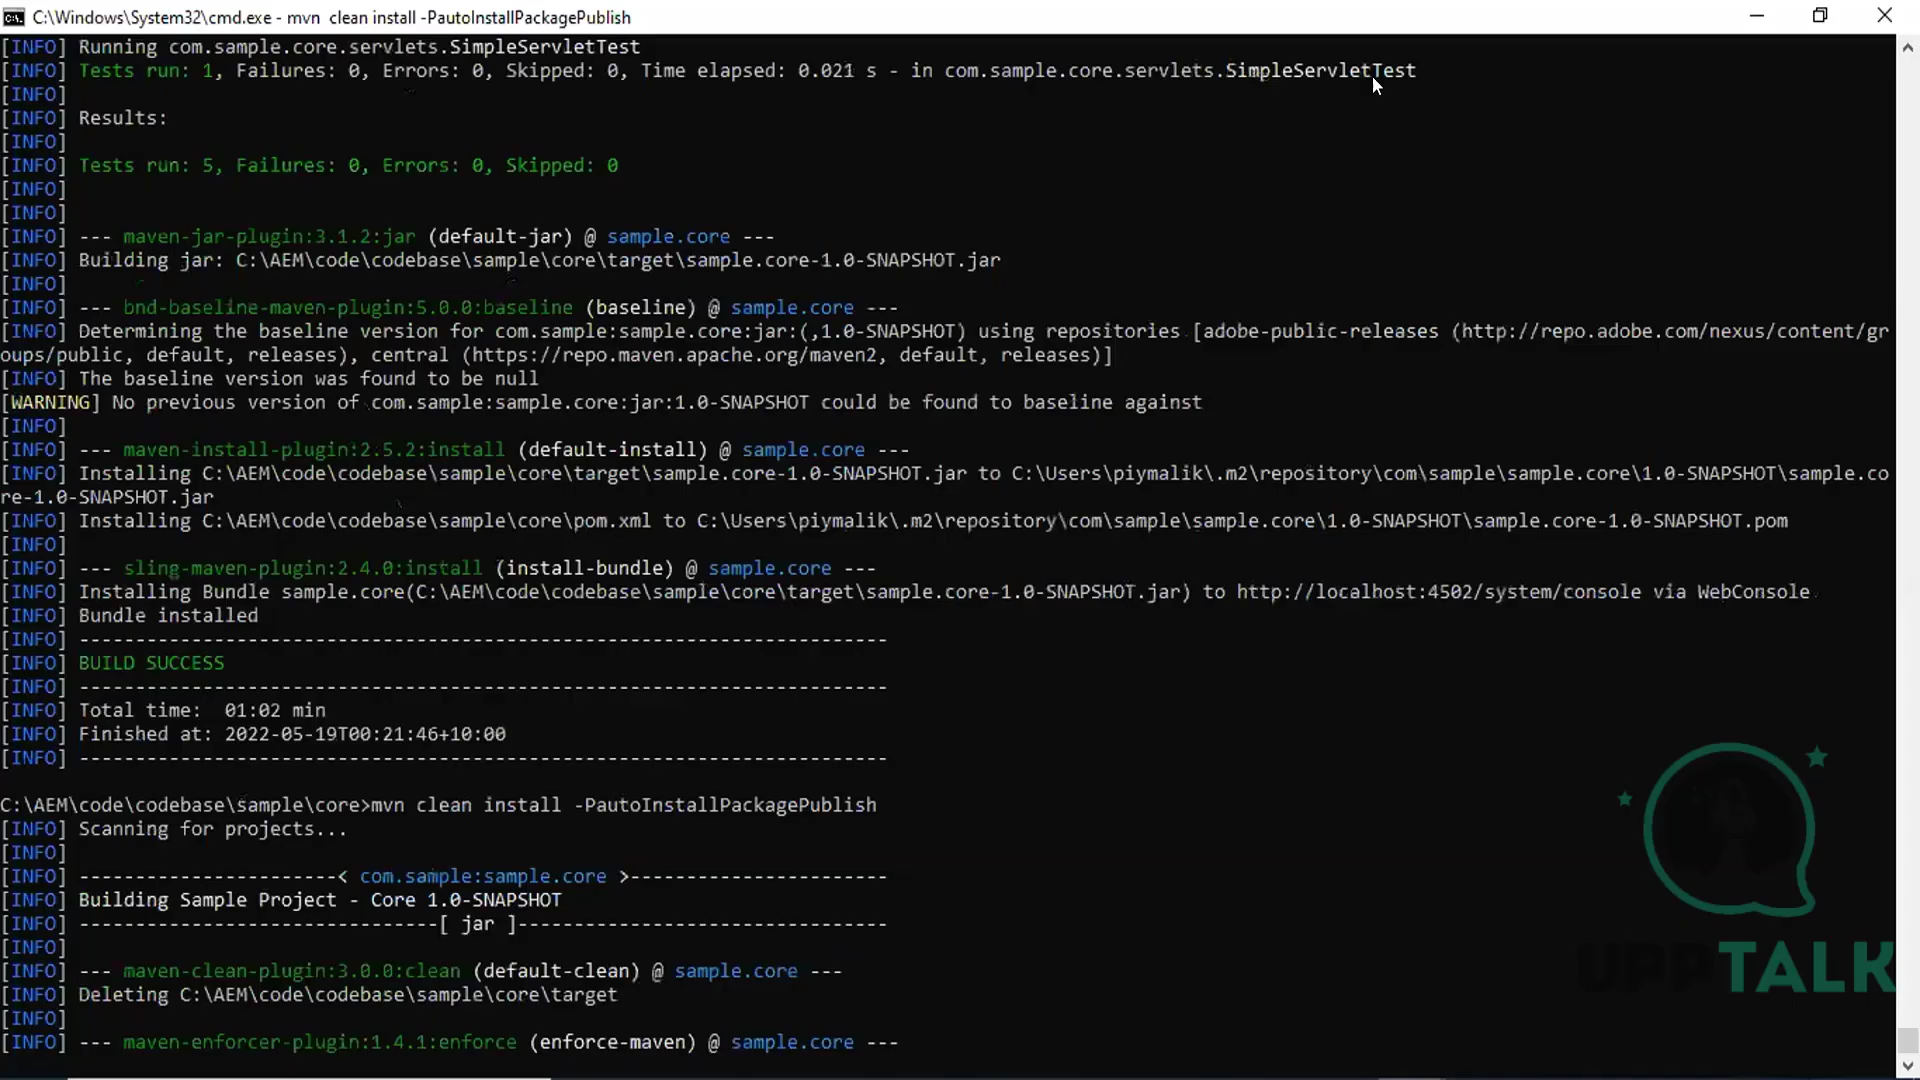 C:\Windows\System32\cmd.exe - mvn  clean install -PautoInstallPackagePublish
[INFO] Running com.sample.core.servlets.SimpleServletTest
[INFO] Tests run: 1, Failures: 0, Errors: 0, Skipped: 0, Time elapsed: 0.021 s - in com.sample.core.servlets.SimpleServletTest
[INFO]
[INFO] Results:
[INFO]
[INFO] Tests run: 5, Failures: 0, Errors: 0, Skipped: 0
[INFO]
[INFO]
[INFO] --- maven-jar-plugin:3.1.2:jar (default-jar) @ sample.core ---
[INFO] Building jar: C:\AEM\code\codebase\sample\core\target\sample.core-1.0-SNAPSHOT.jar
[INFO]
[INFO] --- bnd-baseline-maven-plugin:5.0.0:baseline (baseline) @ sample.core ---
[INFO] Determining the baseline version for com.sample:sample.core:jar:(,1.0-SNAPSHOT) using repositories [adobe-public-releases (http://repo.adobe.com/nexus/content/gr
oups/public, default, releases), central (https://repo.maven.apache.org/maven2, default, releases)]
[INFO] The baseline version was found to be null
[WARNING] No previous version of com.sample:sample.core:jar:1.0-SNAPSHOT could be found to baseline against
[INFO]
[INFO] --- maven-install-plugin:2.5.2:install (default-install) @ sample.core ---
[INFO] Installing C:\AEM\code\codebase\sample\core\target\sample.core-1.0-SNAPSHOT.jar to C:\Users\piymalik\.m2\repository\com\sample\sample.core\1.0-SNAPSHOT\sample.co
re-1.0-SNAPSHOT.jar
[INFO] Installing C:\AEM\code\codebase\sample\core\pom.xml to C:\Users\piymalik\.m2\repository\com\sample\sample.core\1.0-SNAPSHOT\sample.core-1.0-SNAPSHOT.pom
[INFO]
[INFO] --- sling-maven-plugin:2.4.0:install (install-bundle) @ sample.core ---
[INFO] Installing Bundle sample.core(C:\AEM\code\codebase\sample\core\target\sample.core-1.0-SNAPSHOT.jar) to http://localhost:4502/system/console via WebConsole
[INFO] Bundle installed
[INFO] ------------------------------------------------------------------------
[INFO] BUILD SUCCESS
[INFO] ------------------------------------------------------------------------
[INFO] Total time:  01:02 min
[INFO] Finished at: 2022-05-19T00:21:46+10:00
[INFO] ------------------------------------------------------------------------
C:\AEM\code\codebase\sample\core>mvn clean install -PautoInstallPackagePublish
[INFO] Scanning for projects...
[INFO]
[INFO] -----------------------< com.sample:sample.core >-----------------------
[INFO] Building Sample Project - Core 1.0-SNAPSHOT
[INFO] --------------------------------[ jar ]---------------------------------
[INFO]
[INFO] --- maven-clean-plugin:3.0.0:clean (default-clean) @ sample.core ---
[INFO] Deleting C:\AEM\code\codebase\sample\core\target
[INFO]
[INFO] --- maven-enforcer-plugin:1.4.1:enforce (enforce-maven) @ sample.core ---
UPPTALK